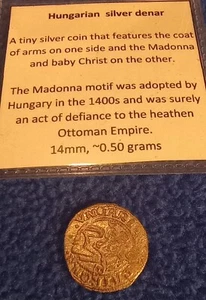 Hungarian silver denar
A tiny silver coin that features the coat
of arms on one side and the Madonna
and baby Christ on the other.
The Madonna motif was adopted by
Hungary in the 1400s and was surely
an act of defiance to the heathen
Ottoman Empire.
14mm, ~0.50 grams